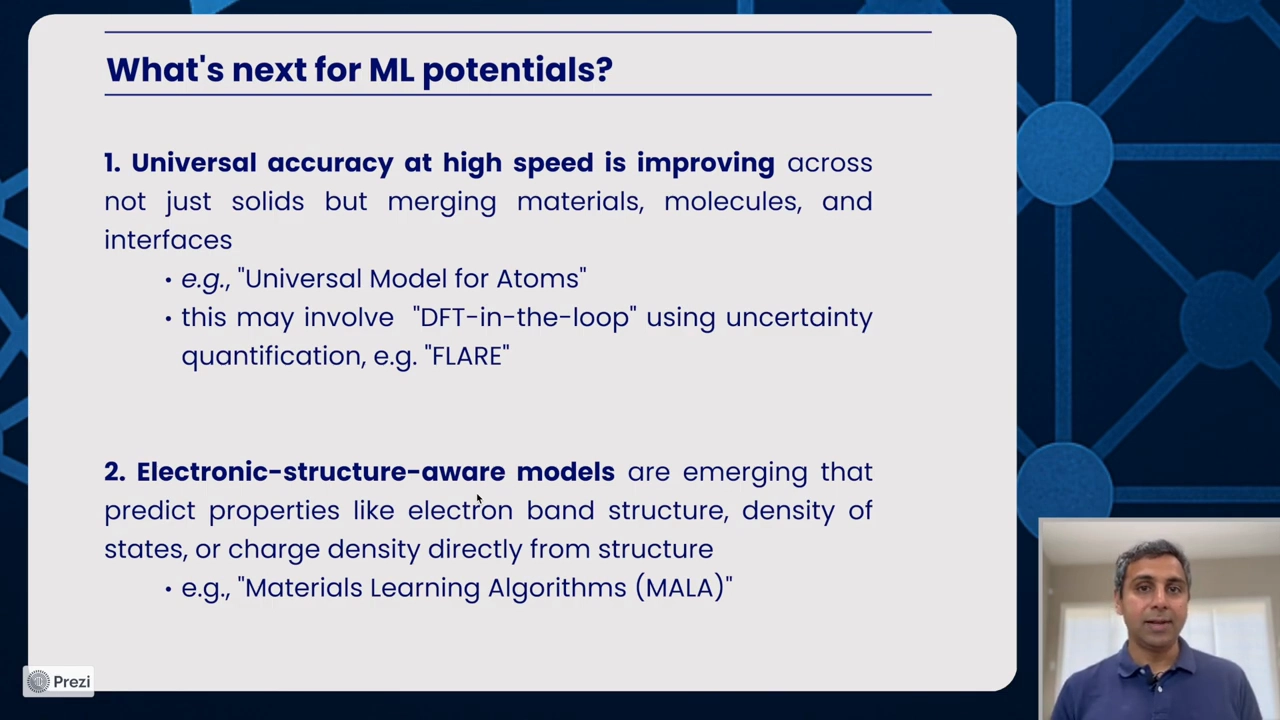 What's next for ML potentials?
1. Universal accuracy at high speed is improving across
not just solids but merging materials, molecules, and
interfaces
• e.g., "Universal Model for Atoms"
• this may involve "DFT-in-the-loop" using uncertainty
quantification, e.g. "FLARE"
2. Electronic-structure-aware models are emerging that
predict properties like electron band structure, density of
states, or charge density directly from structure
• e.g., "Materials Learning Algorithms (MALA)"
Prezi